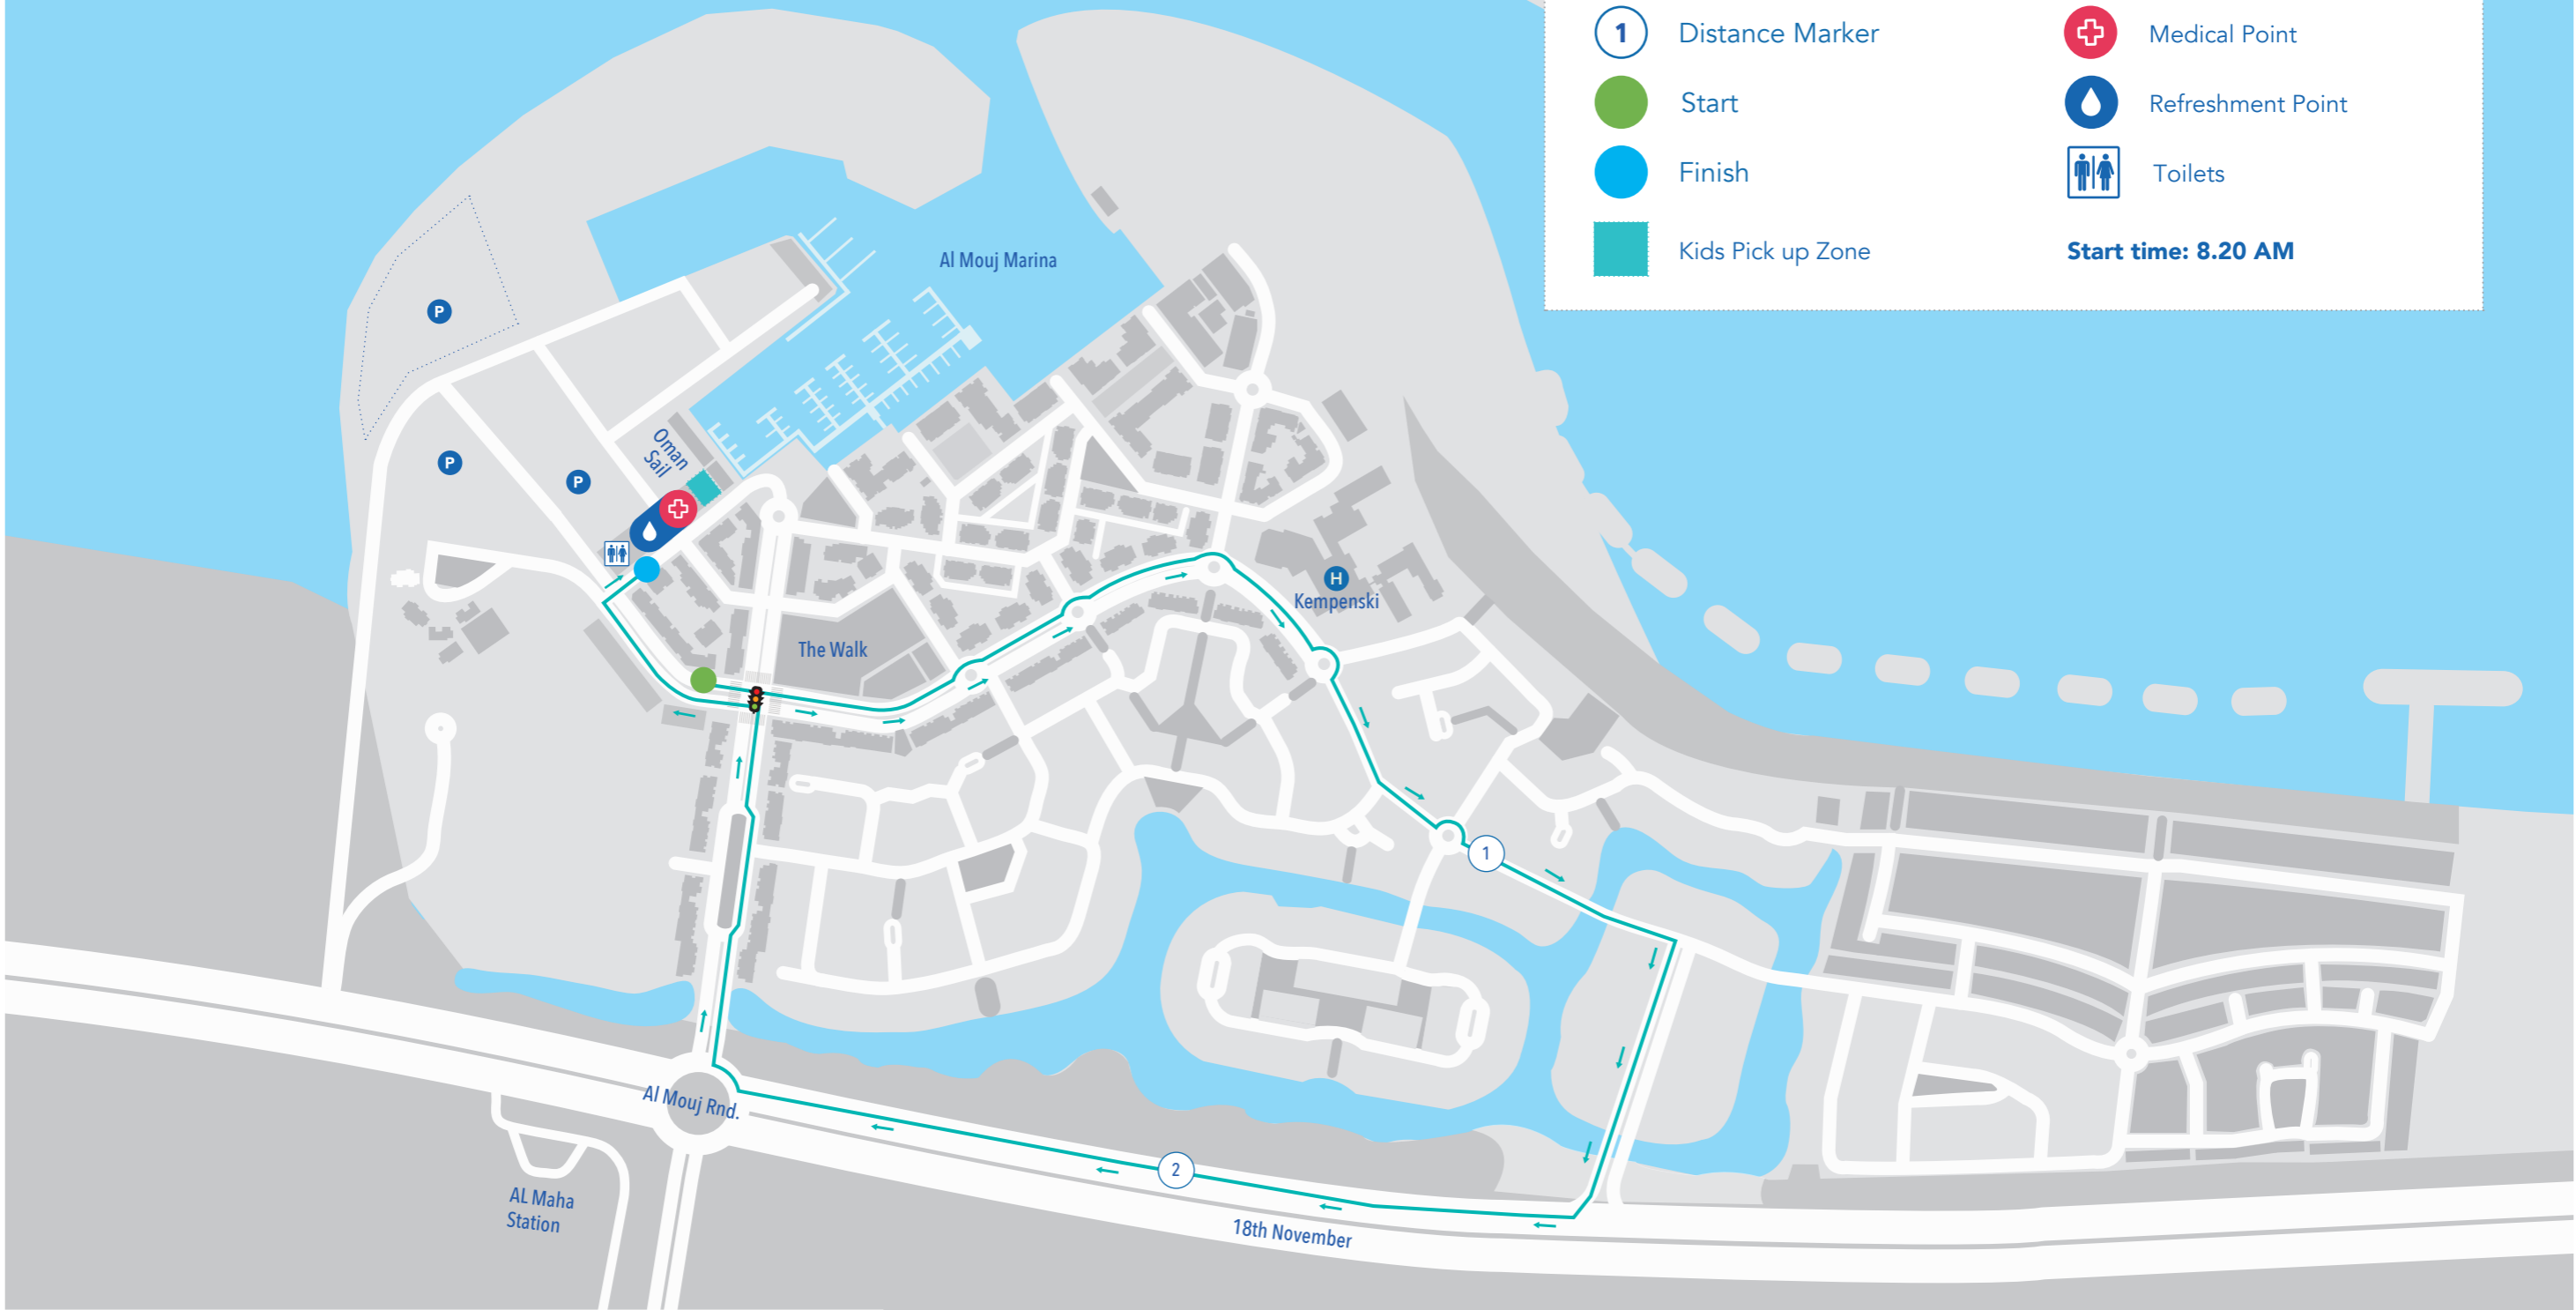 1 Distance Marker
Medical Point
Start
Refreshment Point
Finish
Toilets
Kids Pick up Zone
Start time: 8.20 AM
Al Mouj Marina
P
Oman
Sail
P
P
H
Kempenski
The Walk
1
Al Mouj Rnd.
2
AL Maha
Station
18th November